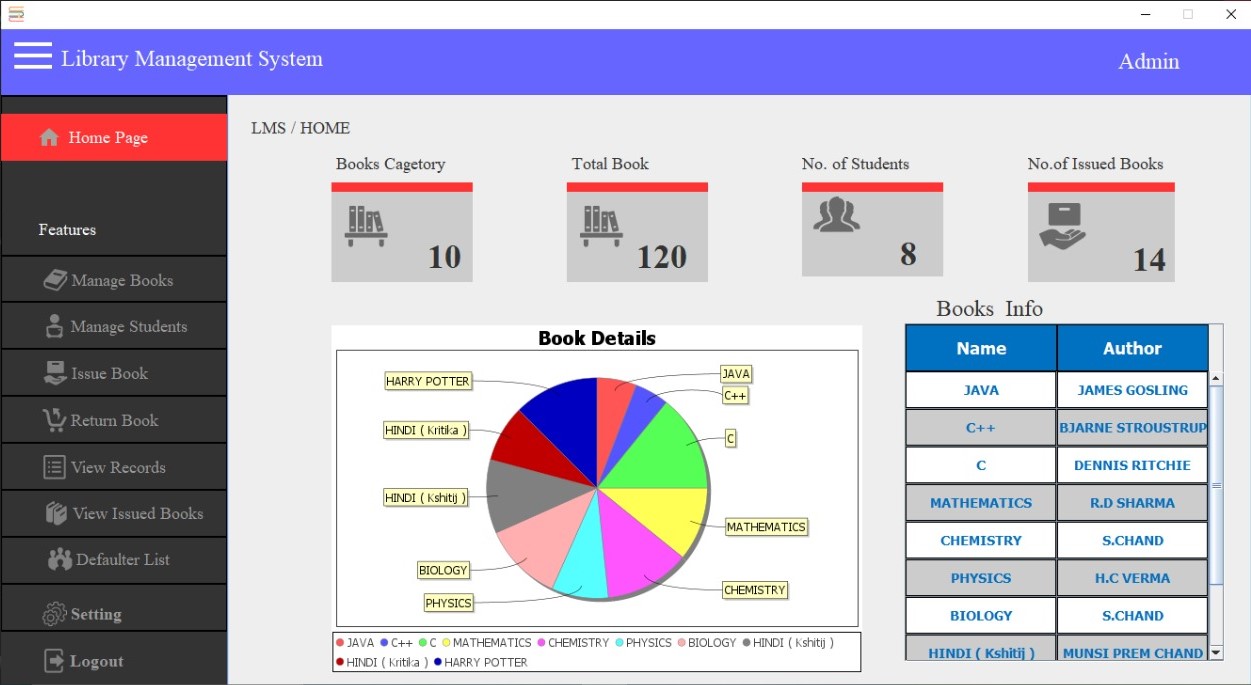 Library Management System
Admin
Home Page
Features
Manage Books
Manage Students
Issue Book
Return Book
View Records
View Issued Books
Defaulter List
Setting
Logout
LMS / HOME
Books Cagetory
10
Total Book
120
No. of Students
8
No.of Issued Books
14
Book Details
HARRY POTTER
JAVA
C++
HINDI ( Kritika )
C
HINDI ( Kshitij )
MATHEMATICS
BIOLOGY
CHEMISTRY
PHYSICS
JAVA C++ C MATHEMATICS CHEMISTRY PHYSICS BIOLOGY HINDI ( Kshitij )
HINDI ( Kritika ) HARRY POTTER
Books Info
Name Author
JAVA JAMES GOSLING
C++ BJARNE STROUSTRUP
C DENNIS RITCHIE
MATHEMATICS R.D SHARMA
CHEMISTRY S.CHAND
PHYSICS H.C VERMA
BIOLOGY S.CHAND
HINDI ( Kshitij ) MUNSI PREM CHAND